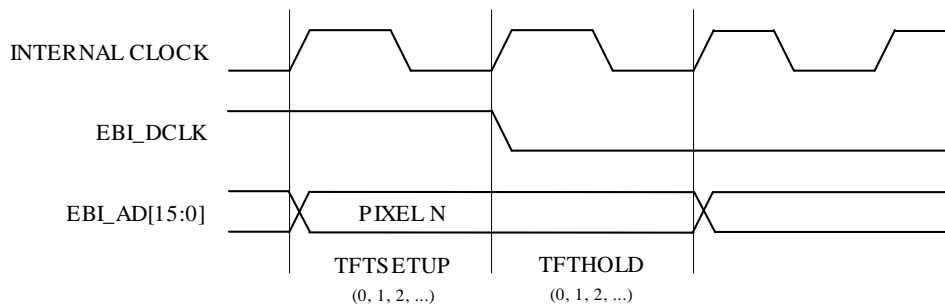 INTERNAL CLOCK
EBI_DCLK
EBI_AD[15:0]
PIXEL N
TFTSETUP
TFTHOLD
(0, 1, 2, ...)
(0, 1, 2, ...)